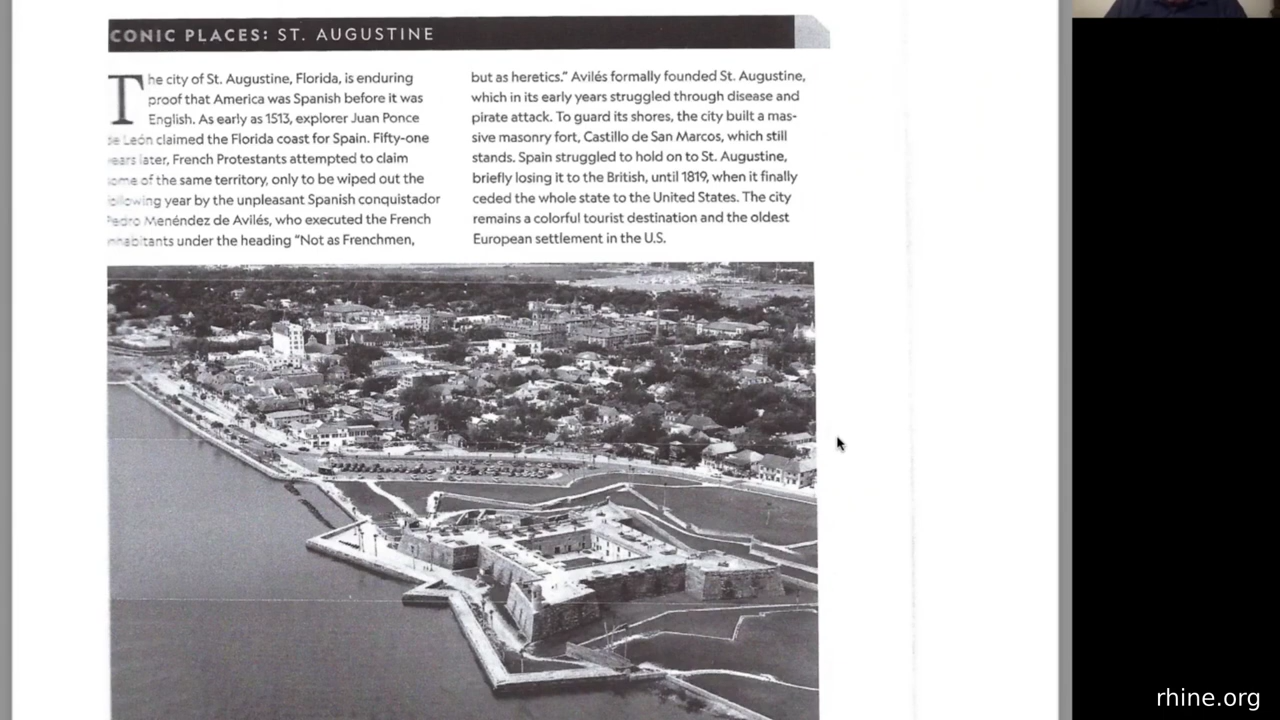 CONIC PLACES: ST. AUGUSTINE
The city of St. Augustine, Florida, is enduring
proof that America was Spanish before it was
English. As early as 1513, explorer Juan Ponce
de León claimed the Florida coast for Spain. Fifty-one
ears later, French Protestants attempted to claim
ome of the same territory, only to be wiped out the
ollowing year by the unpleasant Spanish conquistador
Pedro Menéndez de Avilés, who executed the French
nhabitants under the heading “Not as Frenchmen,
but as heretics.” Avilés formally founded St. Augustine,
which in its early years struggled through disease and
pirate attack. To guard its shores, the city built a mas-
sive masonry fort, Castillo de San Marcos, which still
stands. Spain struggled to hold on to St. Augustine,
briefly losing it to the British, until 1819, when it finally
ceded the whole state to the United States. The city
remains a colorful tourist destination and the oldest
European settlement in the U.S.
rhine.org